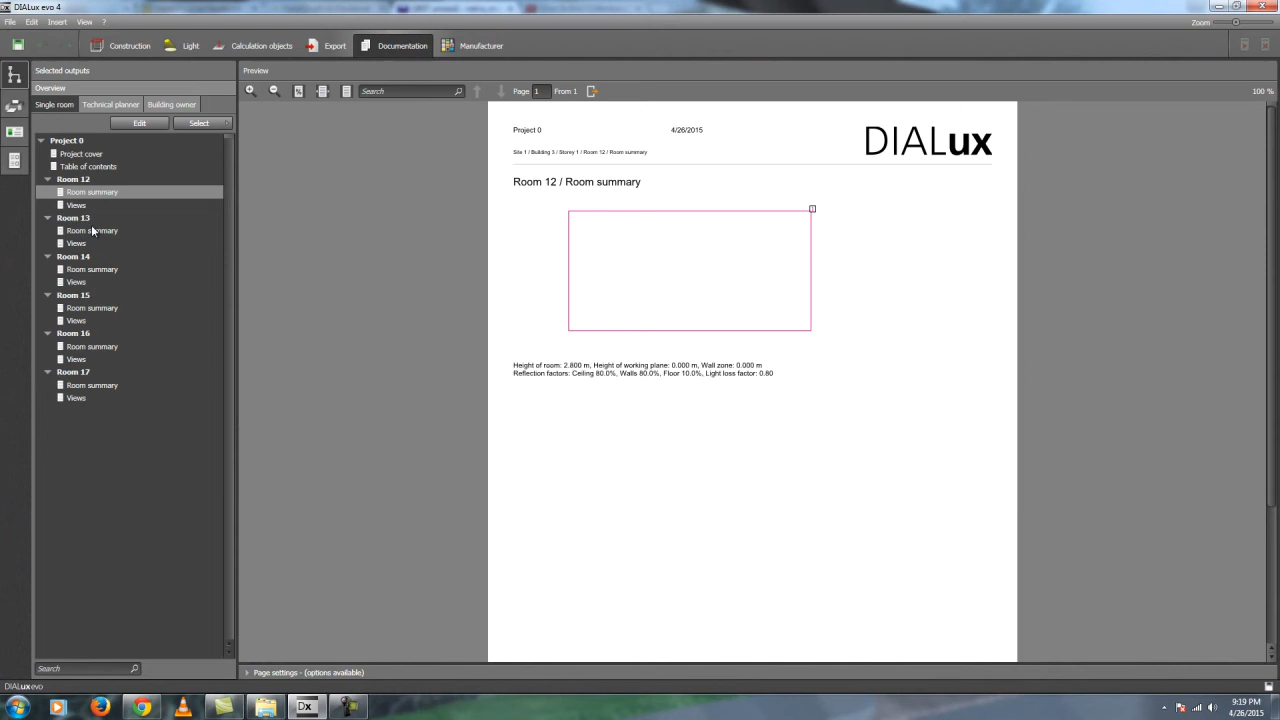 DIALux evo 4
File Edit Insert View ?
Zoom
Construction Light Calculation objects Export Documentation Manufacturer
Selected outputs
Preview
Overview
Search
Page 1 From 1
100 %
Single room Technical planner Building owner
Edit Select
Project 0
Project cover
Table of contents
Room 12
Room summary
Views
Room 13
Room summary
Views
Room 14
Room summary
Views
Room 15
Room summary
Views
Room 16
Room summary
Views
Room 17
Room summary
Views
Project 0 4/26/2015
DIALux
Site 1 / Building 3 / Storey 1 / Room 12 / Room summary
Room 12 / Room summary
Height of room: 2.800 m, Height of working plane: 0.000 m, Wall zone: 0.000 m
Reflection factors: Ceiling 80.0%, Walls 80.0%, Floor 10.0%, Light loss factor: 0.80
Search
Page settings - (options available)
DIALux evo
Dx
9:19 PM
4/26/2015